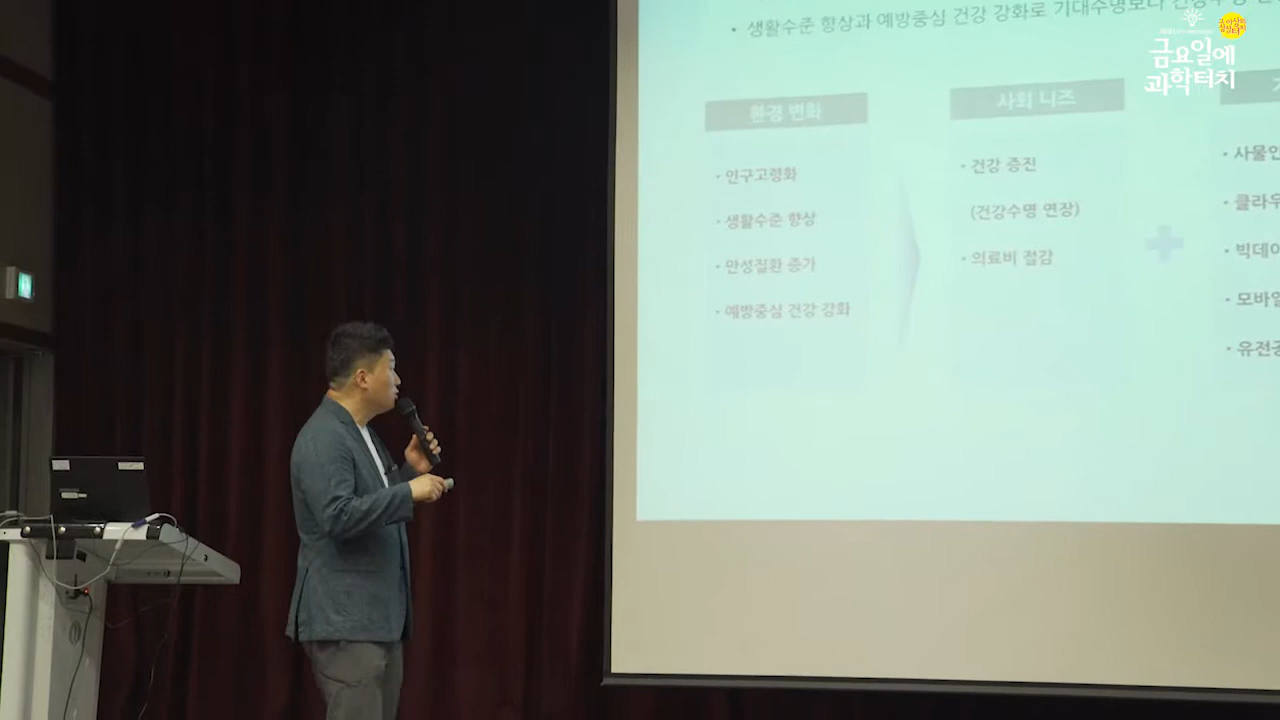 • 생활수준 향상과 예방중심 건강 강화로 기대수명보다 건강수명
금요일에
과학터치
환경 변화
• 인구고령화
• 생활수준 향상
• 만성질환 증가
• 예방중심 건강 강화
사회 니즈
• 건강 증진
(건강수명 연장)
• 의료비 절감
• 사물인
• 클라우
• 빅데이
• 모바일
• 유전공